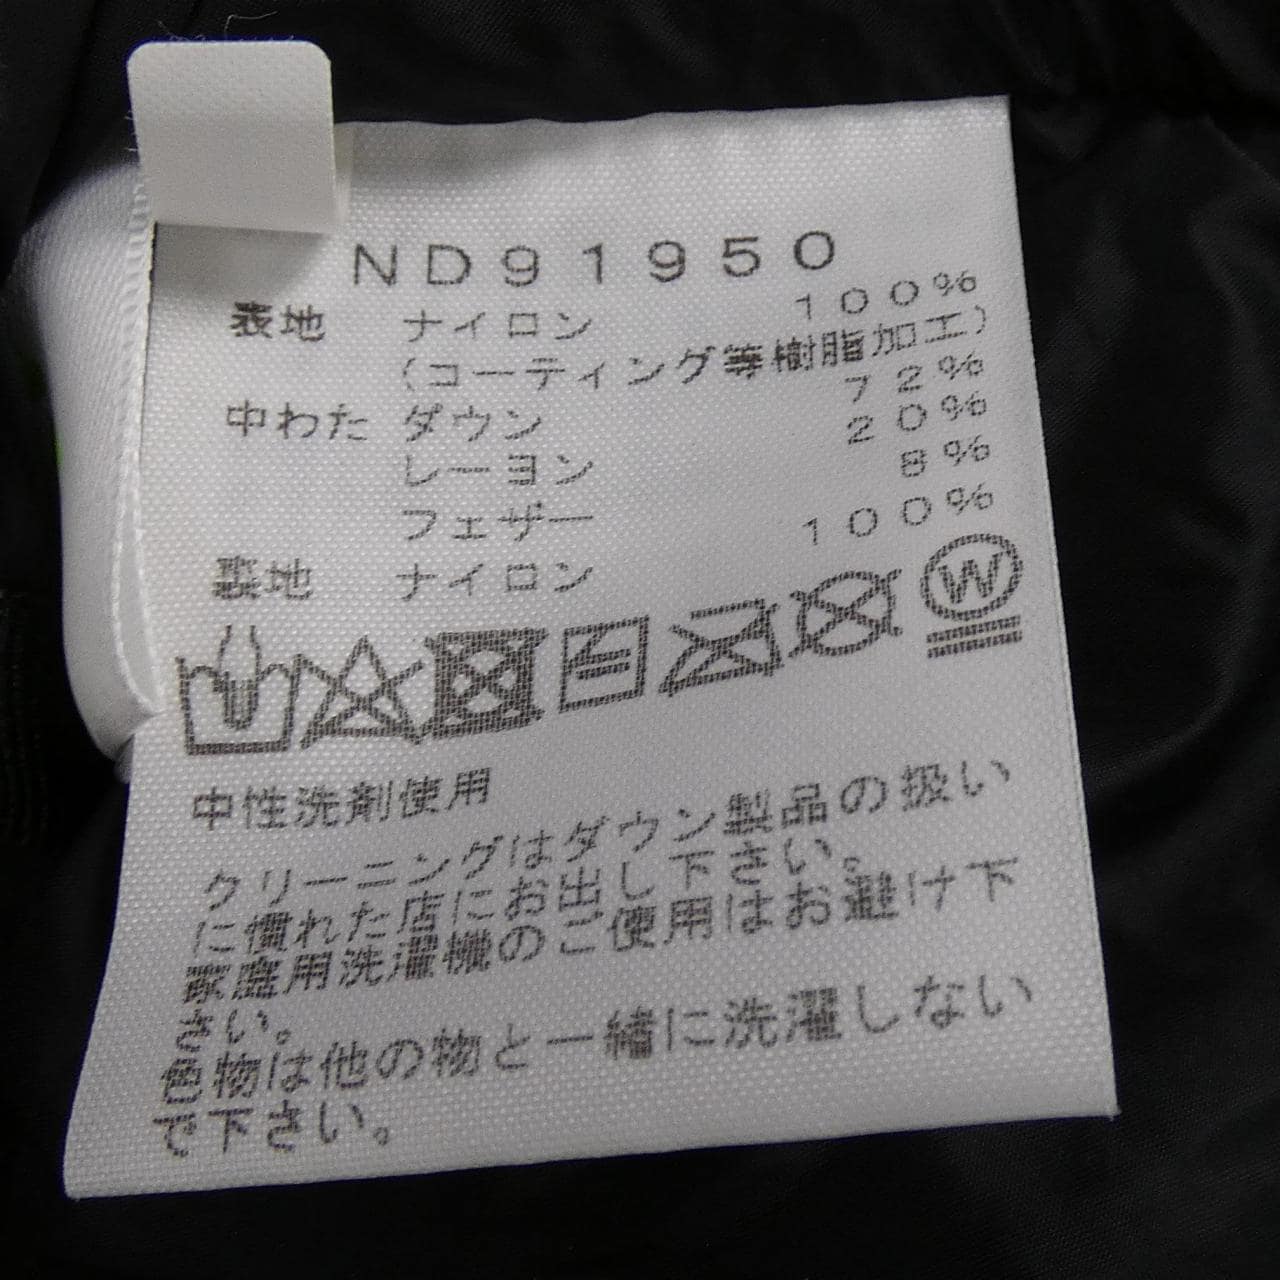 ND91950
表地 ナイロン 100%
(コーティング等樹脂加工)
中わた ダウン 72%
レーヨン 20%
フェザー 8%
裏地 ナイロン 100%
W
中性洗剤使用
クリーニングはダウン製品の扱い
に慣れた店にお出し下さい。
家庭用洗濯機のご使用はお避け下
さい。
色物は他の物と一緒に洗濯しない
で下さい。